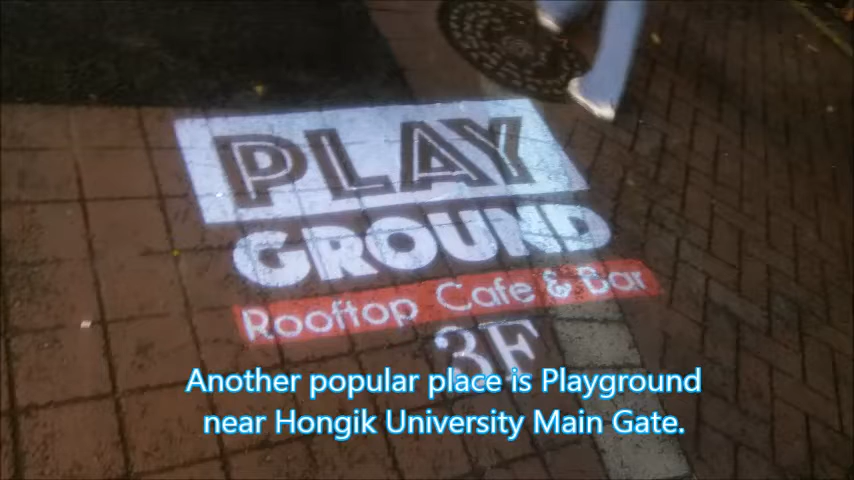 PLAY
GROUND
Rooftop Cafe & Bar
3F
Another popular place is Playground
near Hongik University Main Gate.